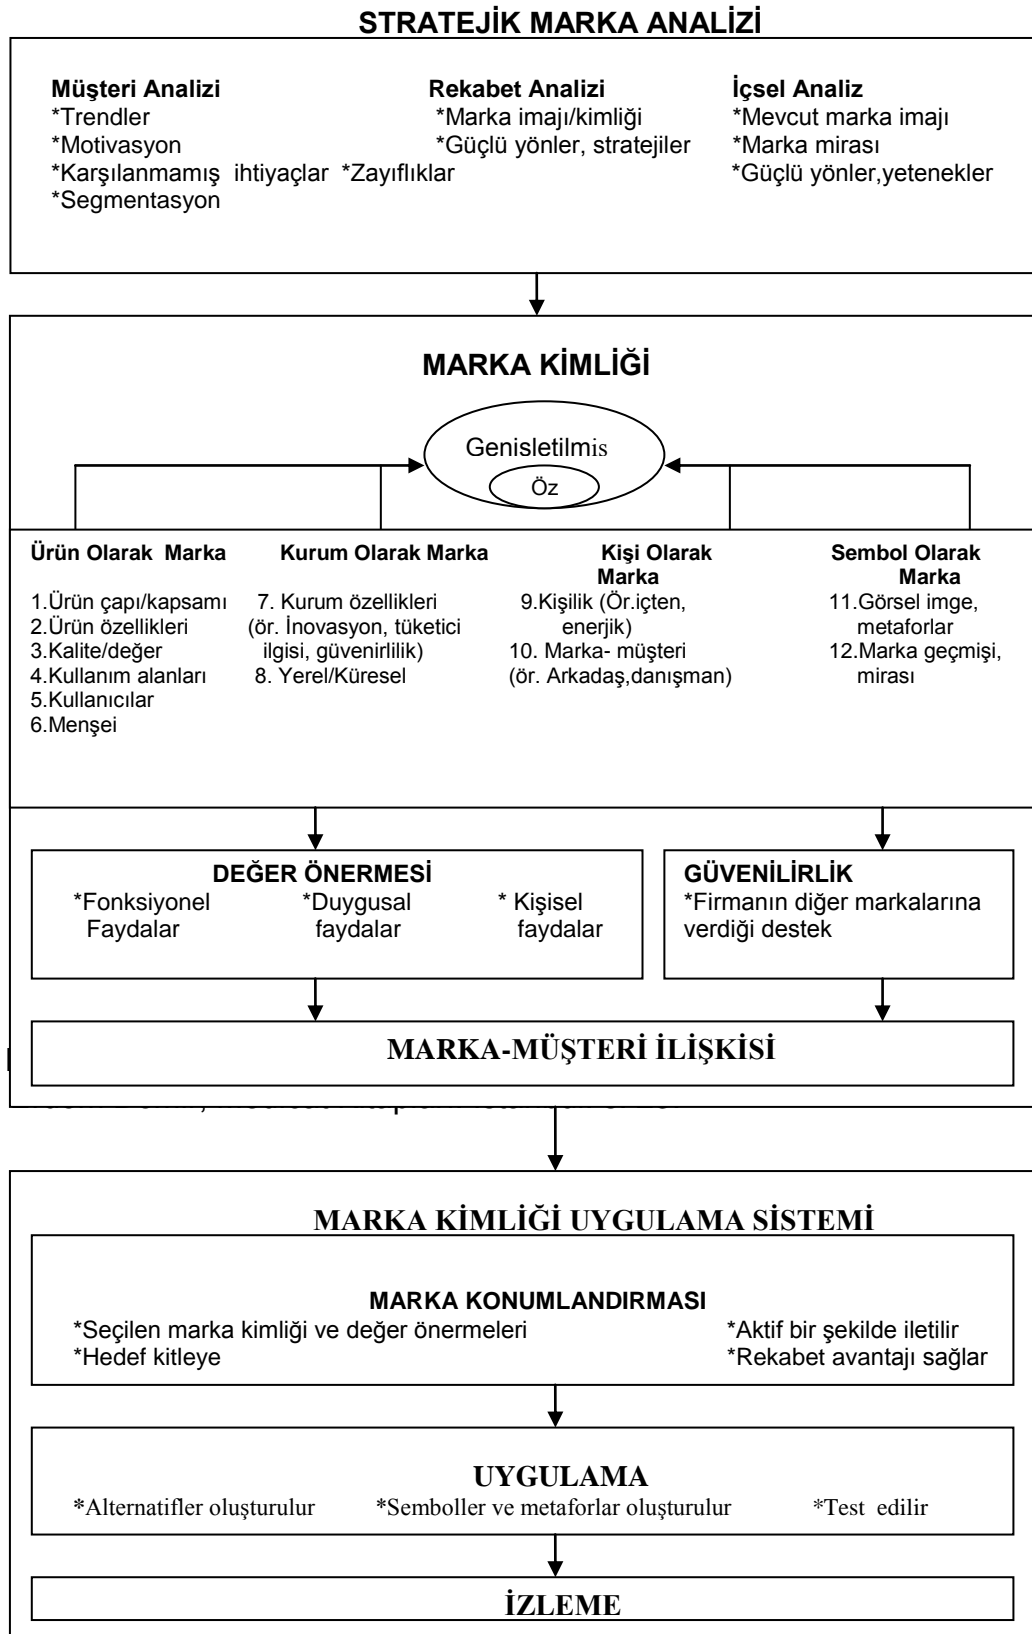 STRATEJİK MARKA ANALİZİ
Müşteri Analizi Rekabet Analizi İçsel Analiz
*Trendler *Marka imajı/kimliği *Mevcut marka imajı
*Motivasyon *Güçlü yönler, stratejiler *Marka mirası
*Karşılanmamış ihtiyaçlar *Zayıflıklar *Güçlü yönler,yetenekler
*Segmentasyon
MARKA KİMLİĞİ
Genisletilmis
Öz
Ürün Olarak Marka
1.Ürün çapı/kapsamı
2.Ürün özellikleri
3.Kalite/değer
4.Kullanım alanları
5.Kullanıcılar
6.Menşei
Kurum Olarak Marka
7. Kurum özellikleri
(ör. İnovasyon, tüketici
ilgisi, güvenirlilik)
8. Yerel/Küresel
Kişi Olarak
Marka
9.Kişilik (Ör.içten,
enerjik)
10. Marka- müşteri
(ör. Arkadaş,danışman)
Sembol Olarak
Marka
11.Görsel imge,
metaforlar
12.Marka geçmişi,
mirası
DEĞER ÖNERMESİ
*Fonksiyonel *Duygusal * Kişisel
Faydalar faydalar faydalar
GÜVENİLİRLİK
*Firmanın diğer markalarına
verdiği destek
MARKA-MÜŞTERİ İLİŞKİSİ
MARKA KİMLİĞİ UYGULAMA SİSTEMİ
MARKA KONUMLANDIRMASI
*Seçilen marka kimliği ve değer önermeleri *Aktif bir şekilde iletilir
*Hedef kitleye *Rekabet avantajı sağlar
UYGULAMA
*Alternatifler oluşturulur *Semboller ve metaforlar oluşturulur *Test edilir
İZLEME